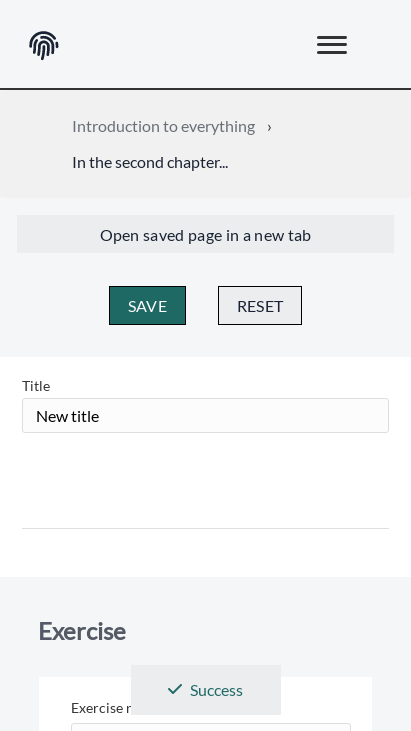 Introduction to everything ›
In the second chapter...
Open saved page in a new tab
SAVE
RESET
Title
New title
Exercise
Exercise
Success